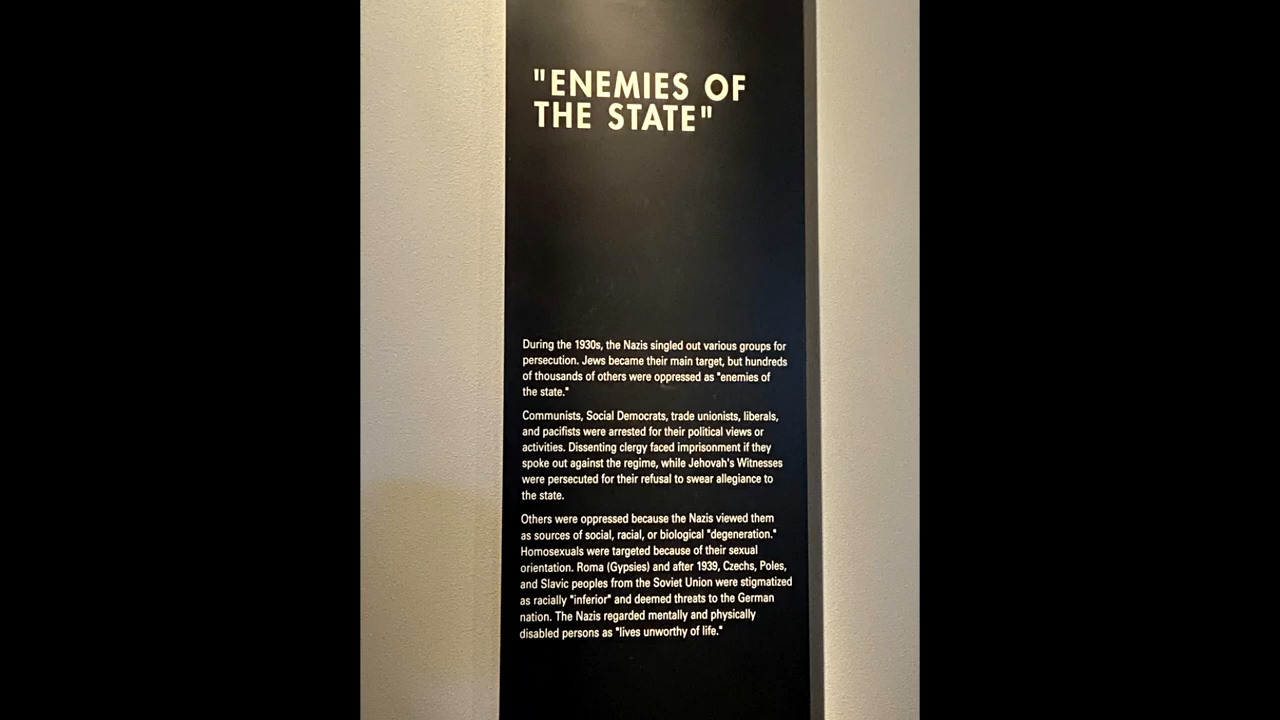 "ENEMIES OF
THE STATE"
During the 1930s, the Nazis singled out various groups for
persecution. Jews became their main target, but hundreds
of thousands of others were oppressed as "enemies of
the state."
Communists, Social Democrats, trade unionists, liberals,
and pacifists were arrested for their political views or
activities. Dissenting clergy faced imprisonment if they
spoke out against the regime, while Jehovah's Witnesses
were persecuted for their refusal to swear allegiance to
the state.
Others were oppressed because the Nazis viewed them
as sources of social, racial, or biological "degeneration."
Homosexuals were targeted because of their sexual
orientation. Roma (Gypsies) and after 1939, Czechs, Poles,
and Slavic peoples from the Soviet Union were stigmatized
as racially "inferior" and deemed threats to the German
nation. The Nazis regarded mentally and physically
disabled persons as "lives unworthy of life."